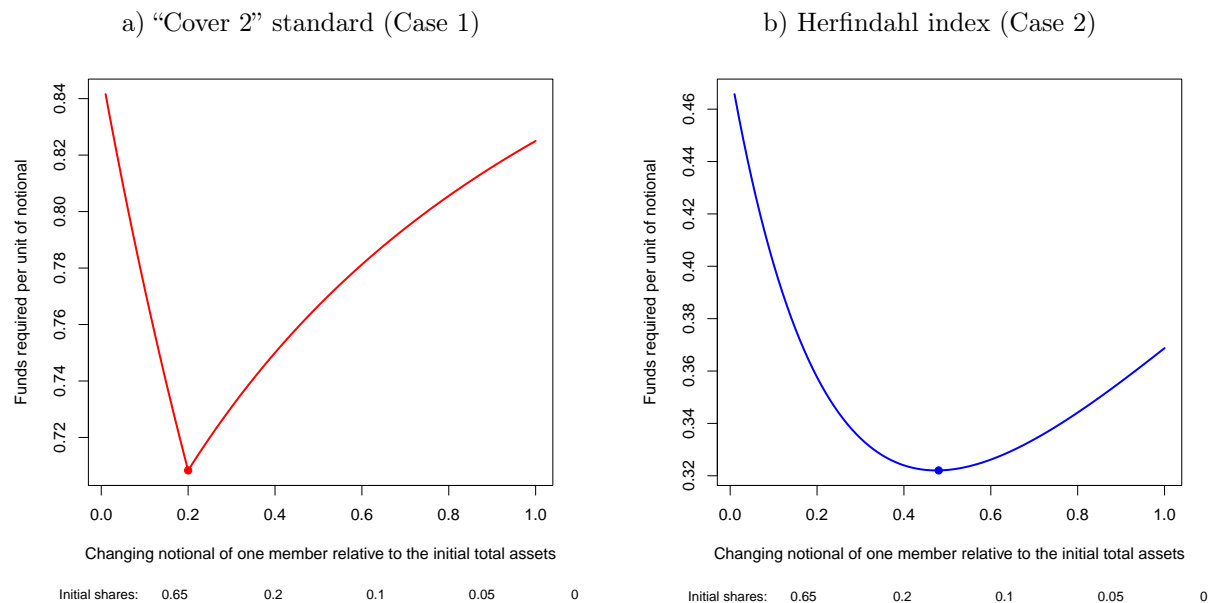 a) “Cover 2” standard (Case 1)
Funds required per unit of notional
0.84
0.82
0.80
0.78
0.76
0.74
0.72
0.0 0.2 0.4 0.6 0.8 1.0
Changing notional of one member relative to the initial total assets
Initial shares: 0.65 0.2 0.1 0.05 0
b) Herfindahl index (Case 2)
Funds required per unit of notional
0.46
0.44
0.42
0.40
0.38
0.36
0.34
0.32
0.0 0.2 0.4 0.6 0.8 1.0
Changing notional of one member relative to the initial total assets
Initial shares: 0.65 0.2 0.1 0.05 0